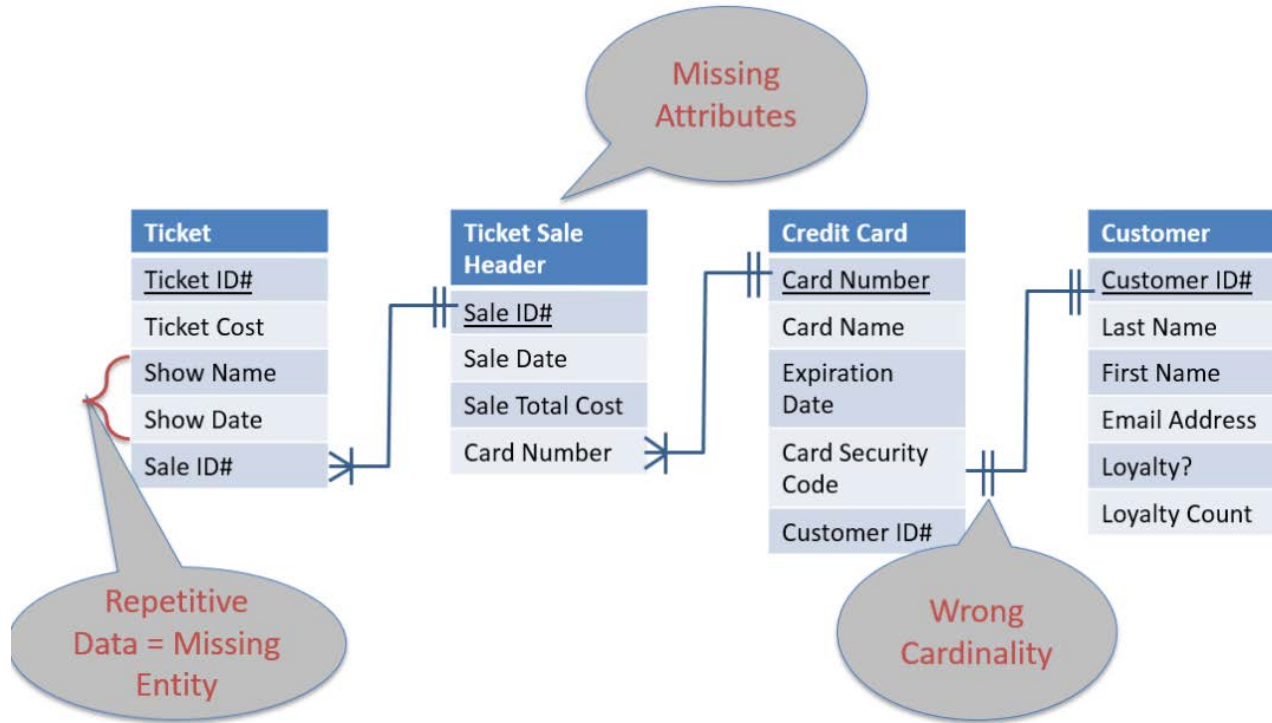 Missing
Attributes
Ticket
Ticket ID#
Ticket Cost
Show Name
Show Date
Sale ID#
Ticket Sale
Header
Sale ID#
Sale Date
Sale Total Cost
Card Number
Credit Card
Card Number
Card Name
Expiration
Date
Card Security
Code
Customer ID#
Customer
Customer ID#
Last Name
First Name
Email Address
Loyalty?
Loyalty Count
Repetitive
Data = Missing
Entity
Wrong
Cardinality